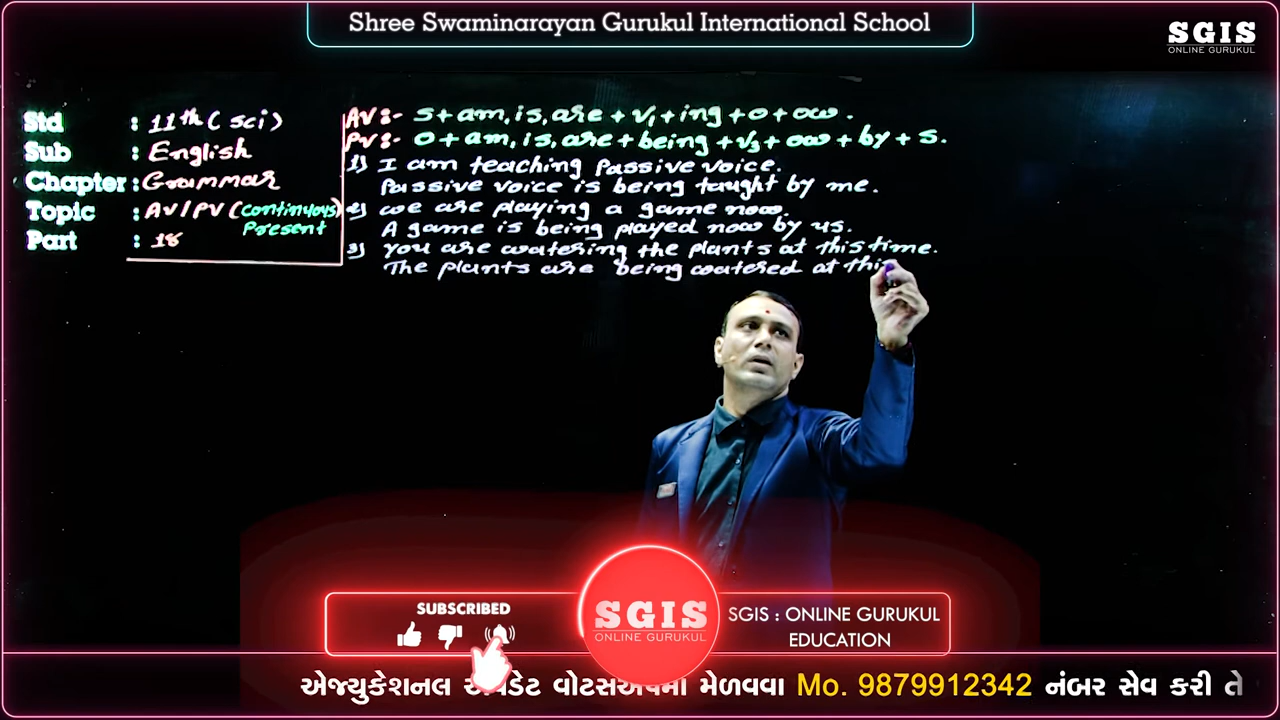 Shree Swaminarayan Gurukul International School
SGIS
ONLINE GURUKUL
Std : 11th (Sci)
Sub : English
Chapter : Grammar
Topic : AV/PV (Continuous Present
Part : 18
AV :- S + am, is, are + V1 + ing + O + OW.
PV :- O + am, is, are + being + V3 + OW + by + S.
1) I am teaching Passive voice.
Passive voice is being taught by me.
2) We are playing a game now.
A game is being played now by us.
3) You are watering the plants at this time.
The plants are being watered at thi
SUBSCRIBED
SGIS
ONLINE GURUKUL
SGIS : ONLINE GURUKUL
EDUCATION
એજ્યુકેશનલ વોટસએપમાં મેળવવા Mo. 9879912342 નંબર સેવ કરી તે